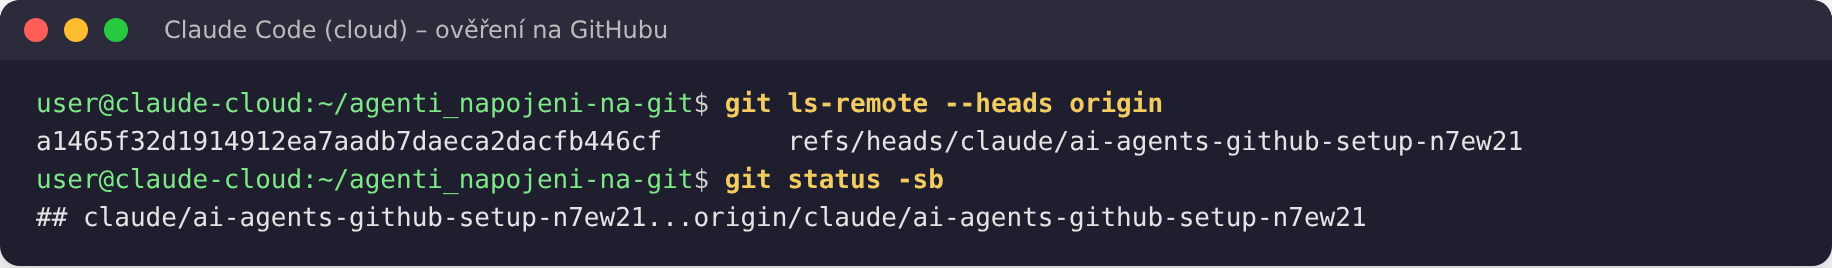 Claude Code (cloud) – ověření na GitHubu
user@claude-cloud:~/agenti_napojeni-na-git$ git ls-remote --heads origin
a1465f32d1914912ea7aadb7daeca2dacfb446cf        refs/heads/claude/ai-agents-github-setup-n7ew21
user@claude-cloud:~/agenti_napojeni-na-git$ git status -sb
## claude/ai-agents-github-setup-n7ew21...origin/claude/ai-agents-github-setup-n7ew21